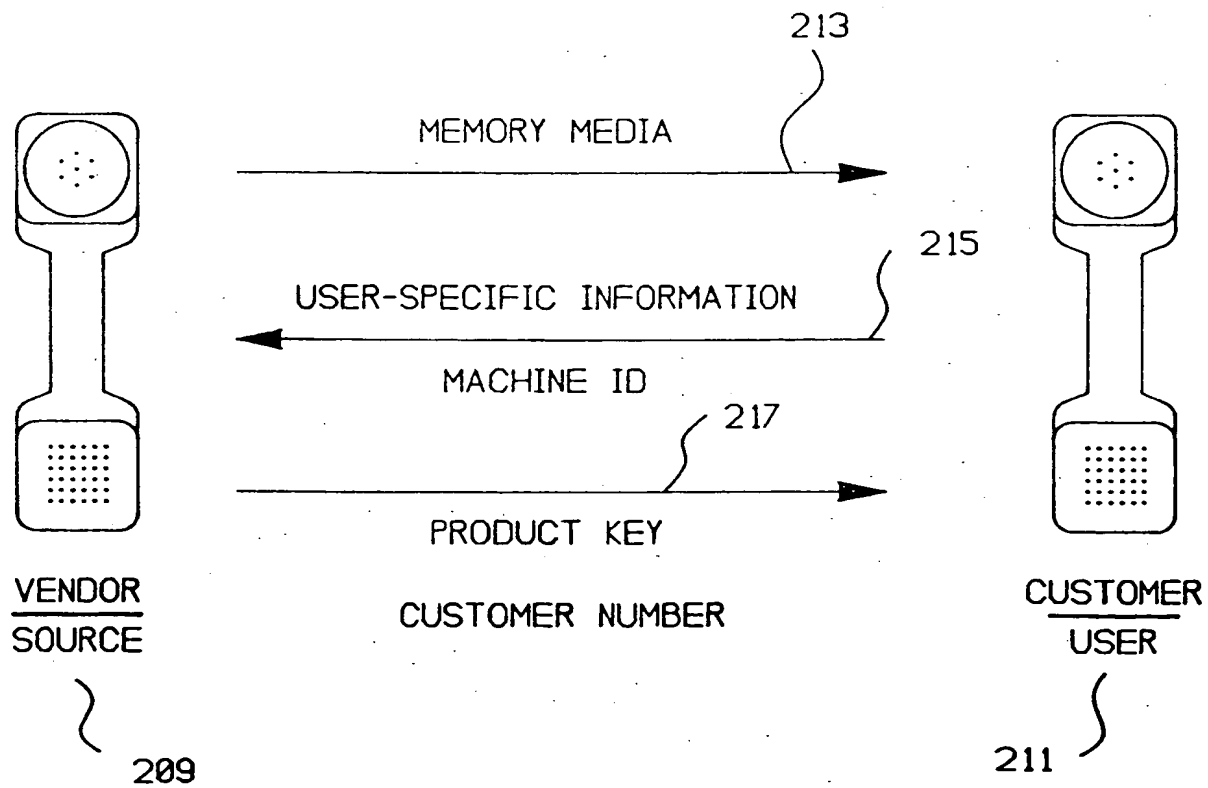 213
MEMORY MEDIA
215
USER-SPECIFIC INFORMATION
MACHINE ID
217
PRODUCT KEY
VENDOR
SOURCE
CUSTOMER NUMBER
CUSTOMER
USER
209
211